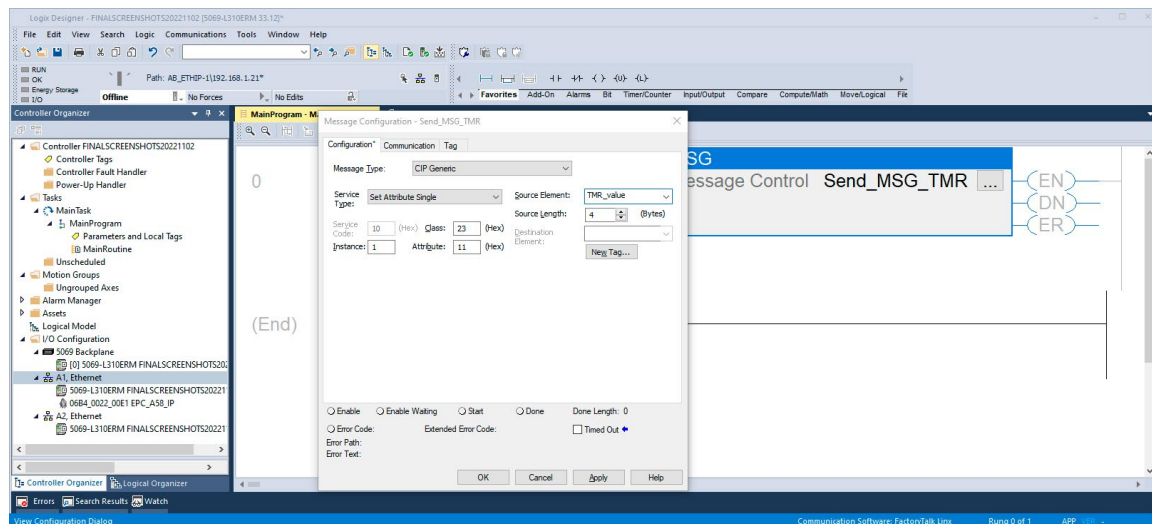 Logix Designer - FINALSCREENSHOTS20221102 [5069-L310ERM 33.12]*
File Edit View Search Logic Communications Tools Window Help
RUN
OK
Energy Storage
I/O
Path: AB_ETHIP-1\192.168.1.21*
Offline
No Forces
No Edits
Favorites Add-On Alarms Bit Timer/Counter Input/Output Compare Compute/Math Move/Logical File
Controller Organizer
Controller FINALSCREENSHOTS20221102
Controller Tags
Controller Fault Handler
Power-Up Handler
Tasks
MainTask
MainProgram
Parameters and Local Tags
MainRoutine
Unscheduled
Motion Groups
Ungrouped Axes
Alarm Manager
Assets
Logical Model
I/O Configuration
5069 Backplane
[0] 5069-L310ERM FINALSCREENSHOTS202
A1, Ethernet
5069-L310ERM FINALSCREENSHOTS20221
06B4_0022_00E1 EPC_A58_IP
A2, Ethernet
5069-L310ERM FINALSCREENSHOTS20221
Controller Organizer
Logical Organizer
MainProgram - M
0
(End)
SG
essage Control Send_MSG_TMR ...
EN
DN
ER
Message Configuration - Send_MSG_TMR
Configuration* Communication Tag
Message Type: CIP Generic
Service Type: Set Attribute Single
Source Element: TMR_value
Source Length: 4 (Bytes)
Service Code: 10 (Hex) Class: 23 (Hex)
Destination Element:
Instance: 1 Attribute: 11 (Hex)
New Tag...
Enable Enable Waiting Start Done Done Length: 0
Error Code: Extended Error Code: Timed Out
Error Path:
Error Text:
OK Cancel Apply Help
Errors Search Results Watch
View Configuration Dialog
Communication Software: FactoryTalk Linx
Rung 0 of 1
APP